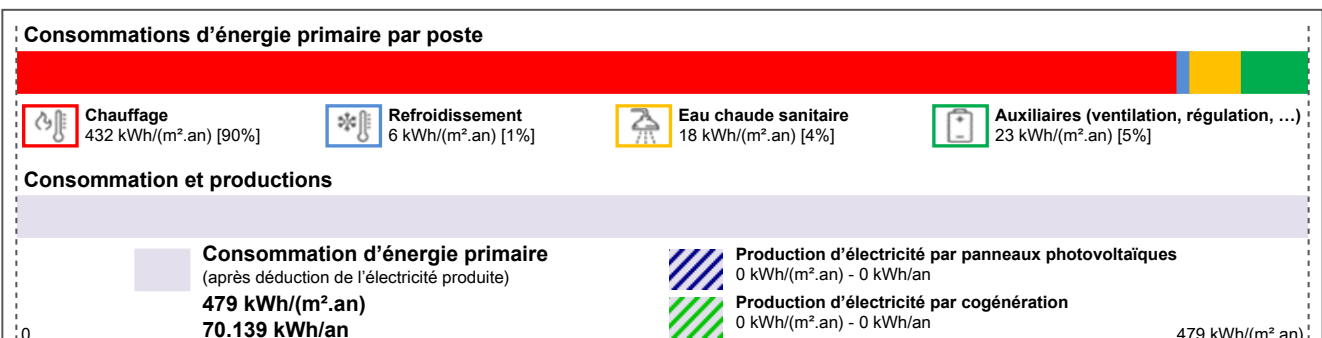 Consommations d’énergie primaire par poste
Chauffage
432 kWh/(m².an) [90%]
Refroidissement
6 kWh/(m².an) [1%]
Eau chaude sanitaire
18 kWh/(m².an) [4%]
Auxiliaires (ventilation, régulation, …)
23 kWh/(m².an) [5%]
Consommation et productions
Consommation d’énergie primaire
(après déduction de l’électricité produite)
479 kWh/(m².an)
70.139 kWh/an
Production d’électricité par panneaux photovoltaïques
0 kWh/(m².an) - 0 kWh/an
Production d’électricité par cogénération
0 kWh/(m².an) - 0 kWh/an
0
479 kWh/(m².an)